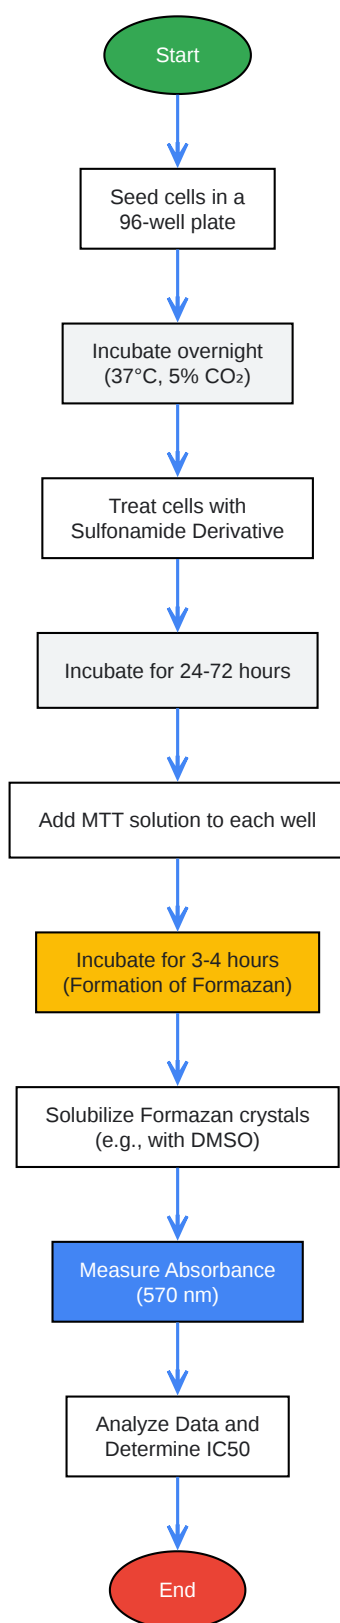 Start
Seed cells in a
96-well plate
Incubate overnight
(37°C, 5% CO₂)
Treat cells with
Sulfonamide Derivative
Incubate for 24-72 hours
Add MTT solution to each well
Incubate for 3-4 hours
(Formation of Formazan)
Solubilize Formazan crystals
(e.g., with DMSO)
Measure Absorbance
(570 nm)
Analyze Data and
Determine IC50
End